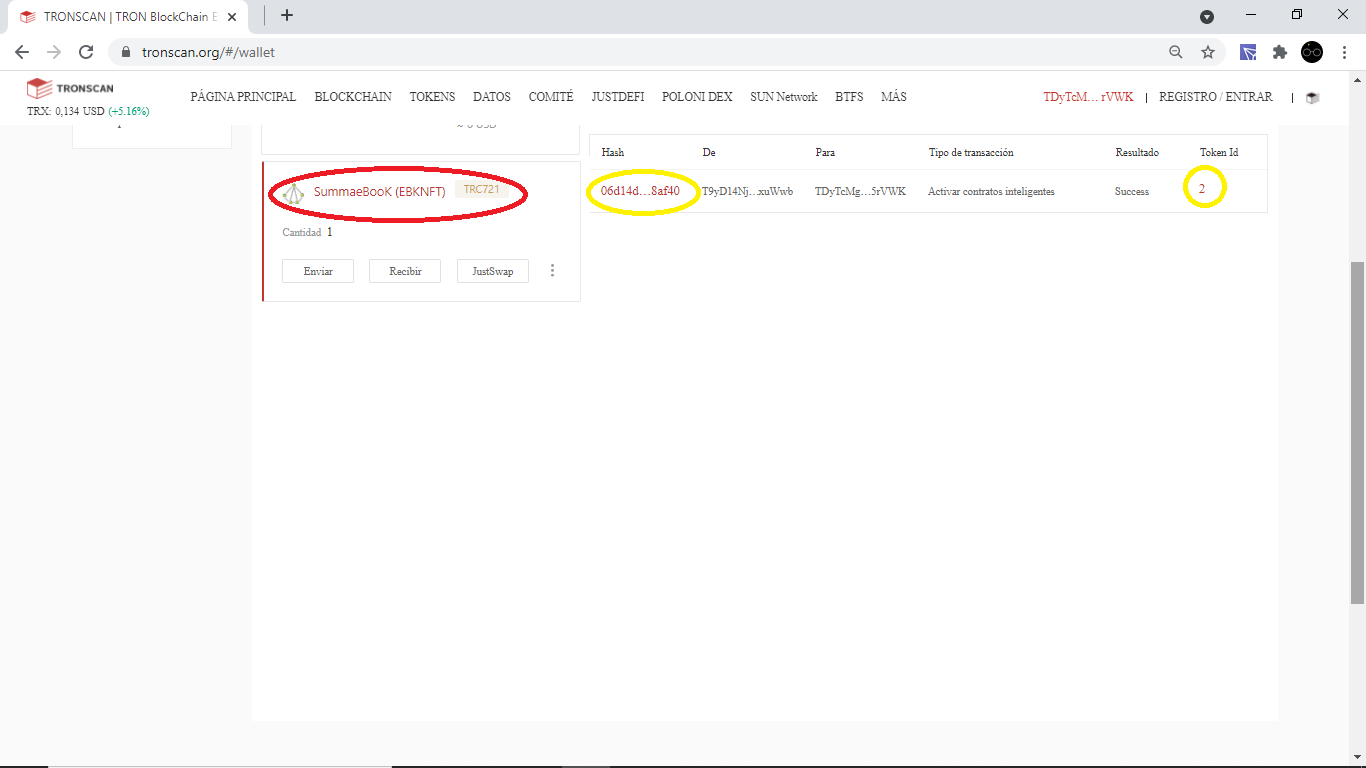 TRONSCAN | TRON BlockChain E
tronscan.org/#/wallet
TRONSCAN
TRX: 0,134 USD (+5.16%)
PÁGINA PRINCIPAL BLOCKCHAIN TOKENS DATOS COMITÉ JUSTDEFI POLONI DEX SUN Network BTFS MÁS
TDyTcM... rVWK | REGISTRO / ENTRAR |
≈ 0 USD
Hash De Para Tipo de transacción Resultado Token Id
SummaeBooK (EBKNFT) TRC721
06d14d...8af40 T9yD14Nj...xuWwb TDyTcMg...5rVWK Activar contratos inteligentes Success 2
Cantidad 1
Enviar Recibir JustSwap